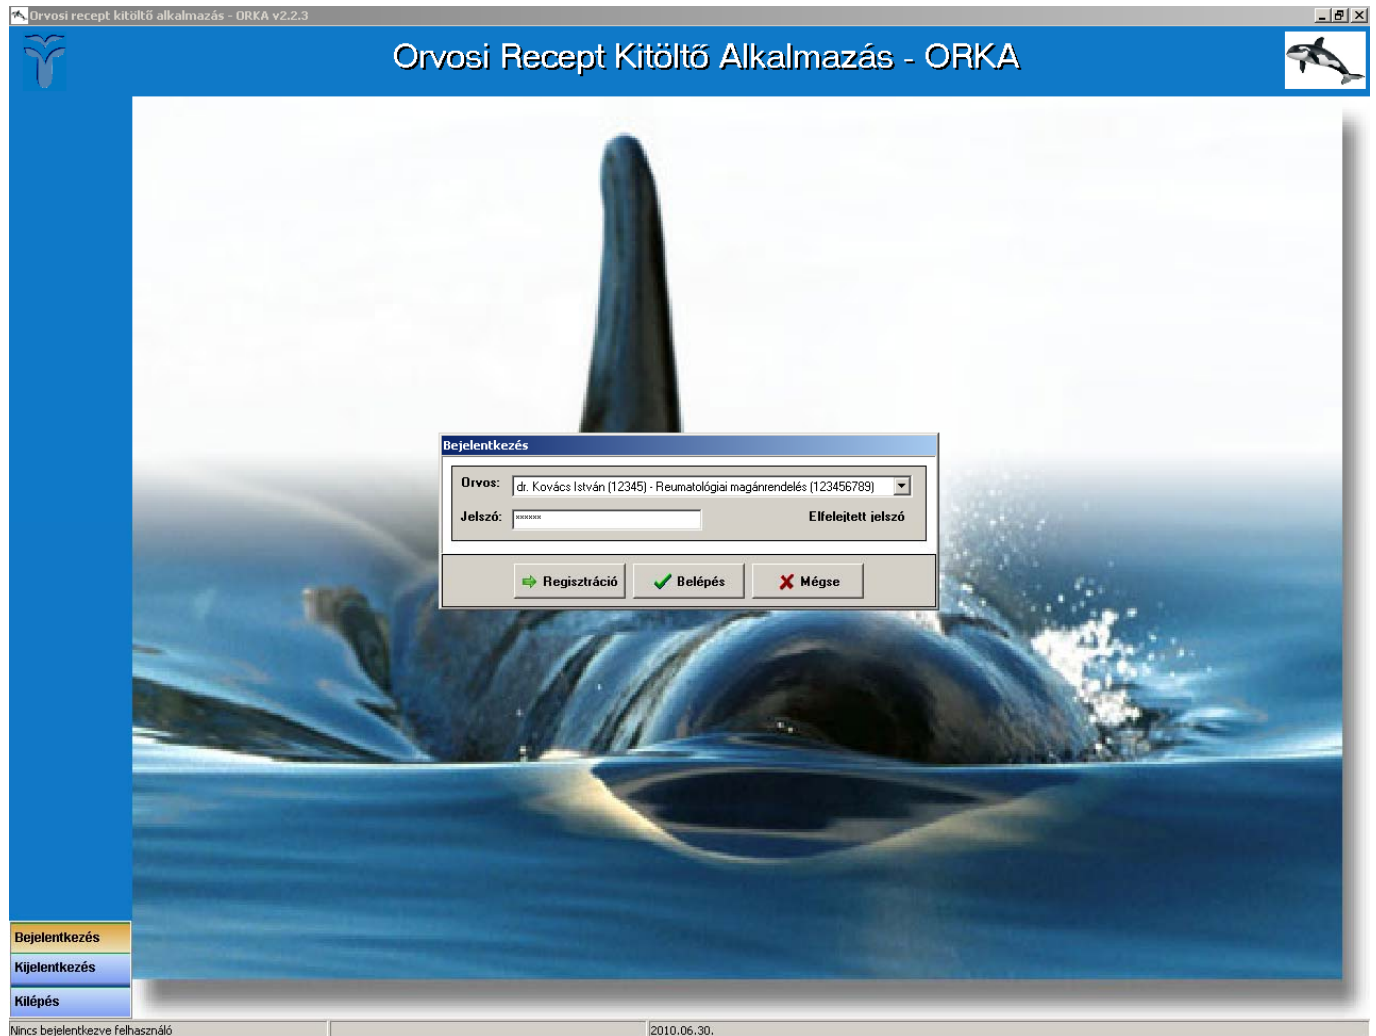 Orvosi recept kitöltő alkalmazás - ORKA v2.2.3
Orvosi Recept Kitöltő Alkalmazás - ORKA
Bejelentkezés
Orvos: dr. Kovács István (12345) - Reumatológiai magánrendelés (123456789)
Jelszó: ****** Elfelejtett jelszó
Regisztráció Belépés Mégse
Bejelentkezés
Kijelentkezés
Kilépés
Nincs bejelentkezve felhasználó 2010.06.30.